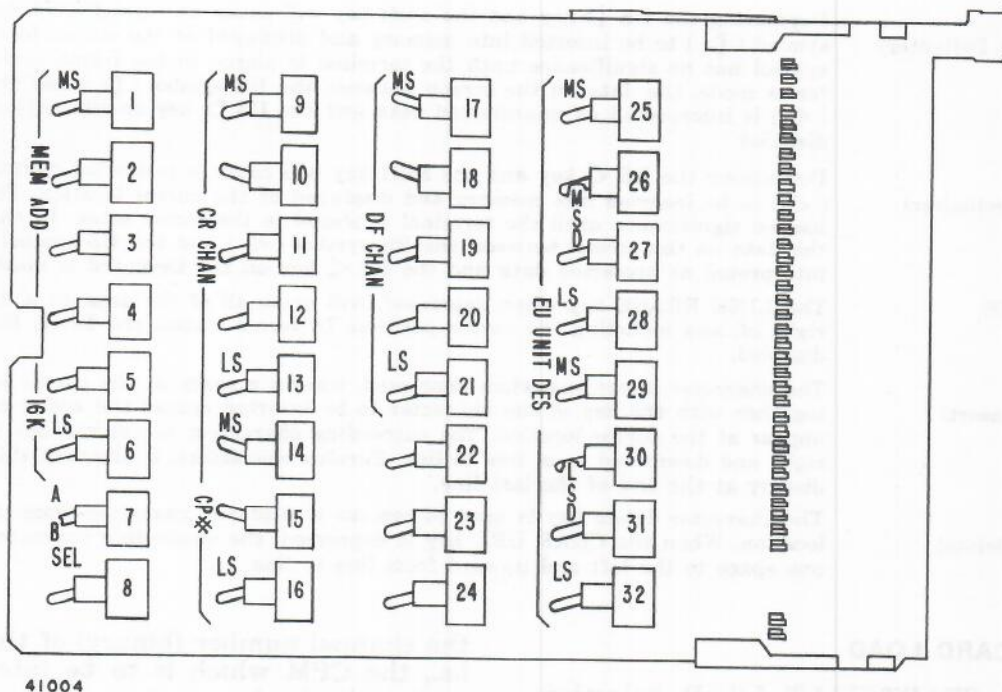 MS
1
2
3
4
5
LS
6
MEM ADD
16K
A
B
7
SEL
8
MS
9
10
11
12
LS
13
CR CHAN
MS
14
15
LS
16
CP**
MS
17
18
19
20
LS
21
DF CHAN
22
23
24
MS
25
26
MSD
27
LS
28
TU UNIT DES
MS
29
30
LSD
31
LS
32
41004
CARD LOAD